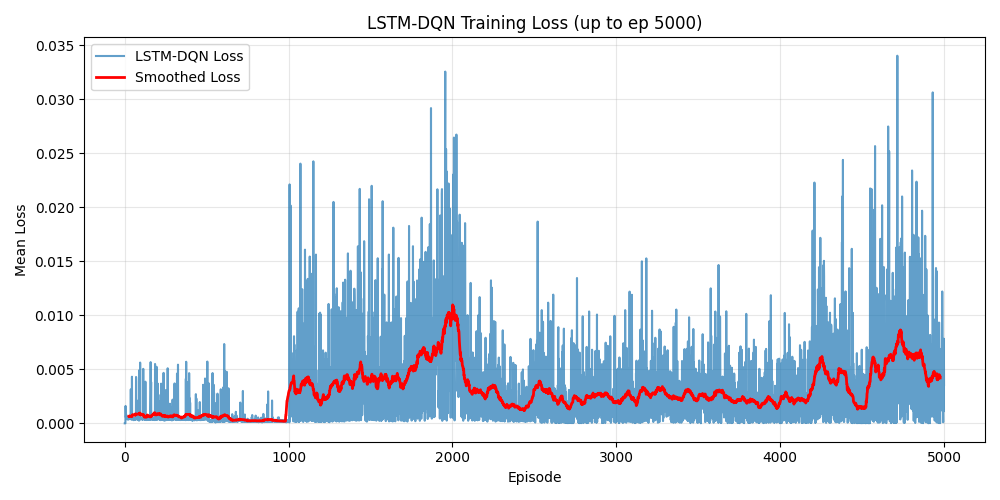 LSTM-DQN Training Loss (up to ep 5000)
LSTM-DQN Loss
Smoothed Loss
Mean Loss
0.035
0.030
0.025
0.020
0.015
0.010
0.005
0.000
0 1000 2000 3000 4000 5000
Episode